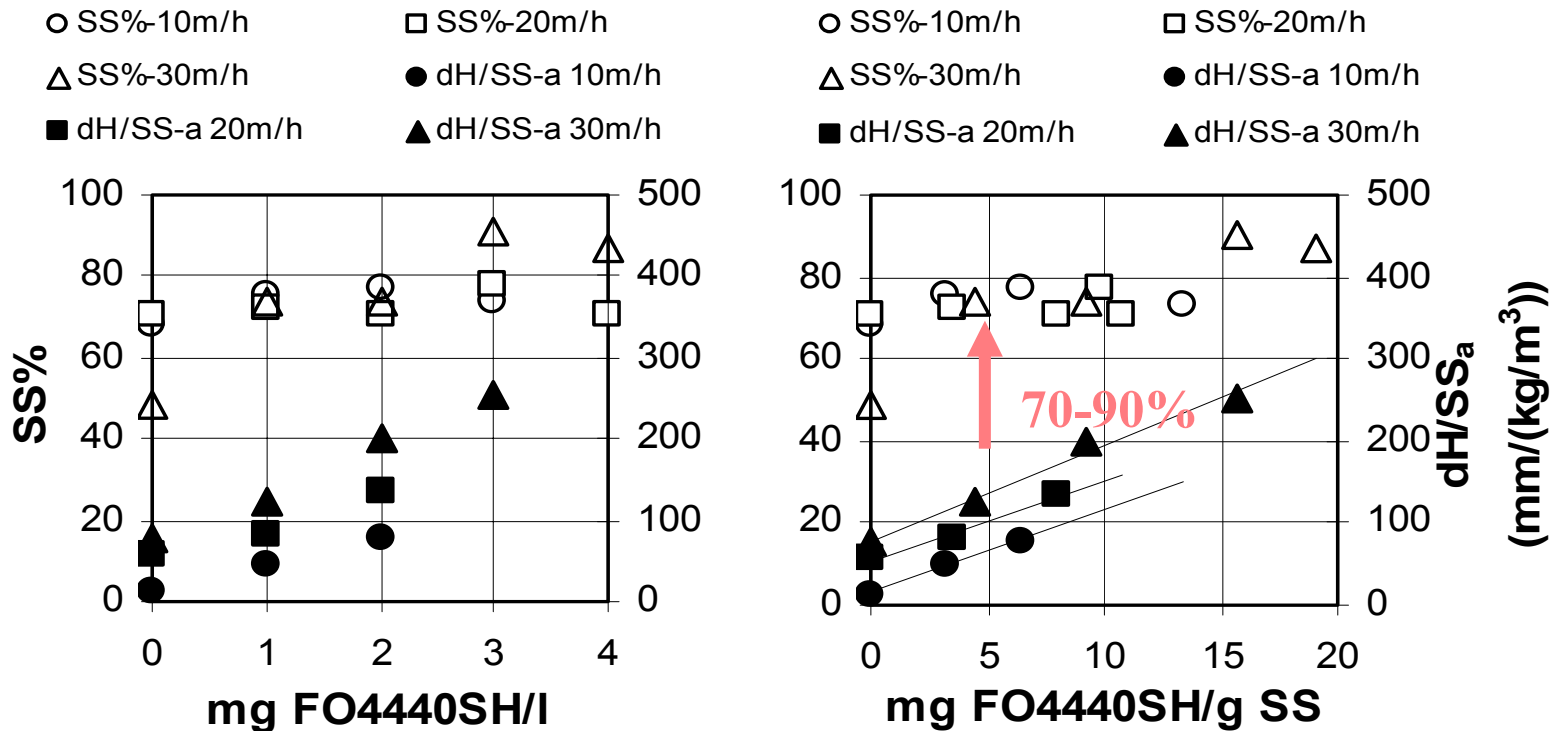 SS%-10m/h SS%-20m/h
SS%-30m/h dH/SS-a 10m/h
dH/SS-a 20m/h dH/SS-a 30m/h
100 500
80 400
60 300
40 200
20 100
0 0
0 1 2 3 4
SS%
mg FO4440SH/l
SS%-10m/h SS%-20m/h
SS%-30m/h dH/SS-a 10m/h
dH/SS-a 20m/h dH/SS-a 30m/h
100 500
80 400
60 300
40 200
20 100
0 0
0 5 10 15 20
70-90%
dH/SSa
(mm/(kg/m3))
mg FO4440SH/g SS